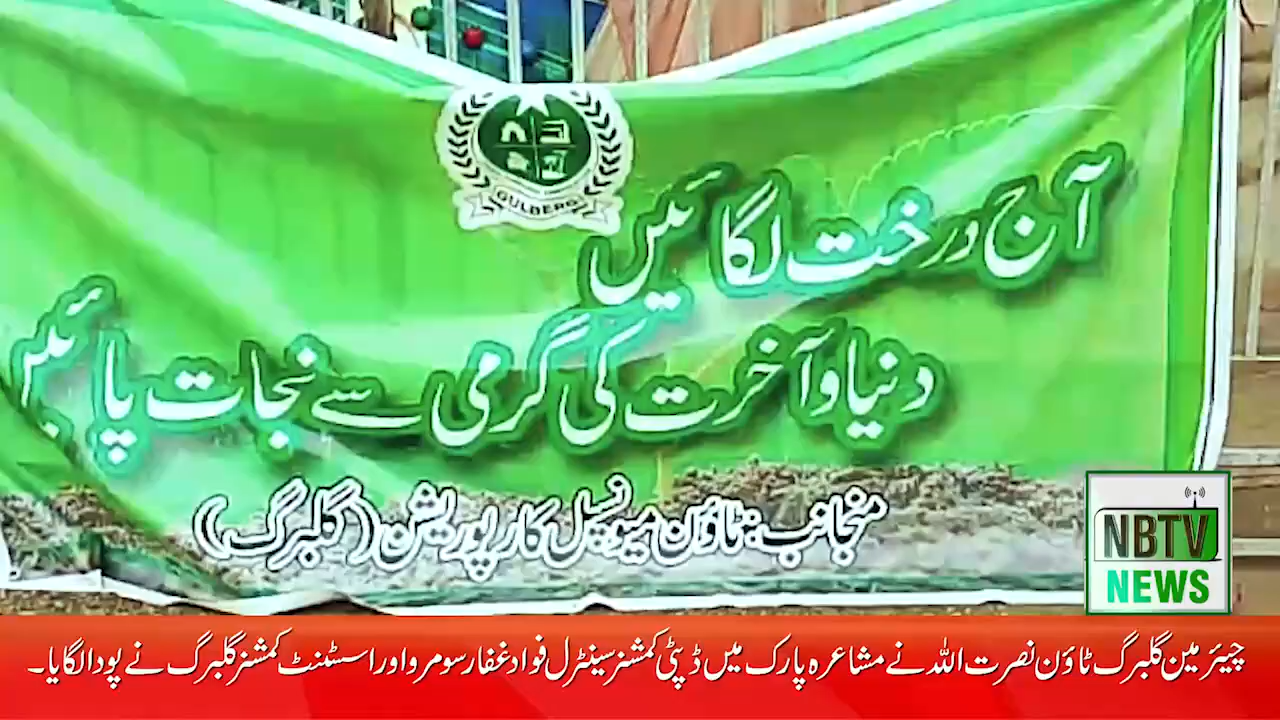 GULBERG
آج درخت لگائیں
دنیا و آخرت کی گرمی سے نجات پائیں
منجانب: ٹاؤن میونسپل کارپوریشن (گلبرگ)
NBTV
NEWS
چیئرمین گلبرگ ٹاؤن نصرت اللہ نے مشاعرہ پارک میں ڈپٹی کمشنر سینٹرل فواد غفار سومرو اور اسسٹنٹ کمشنر گلبرگ نے پودا لگایا۔